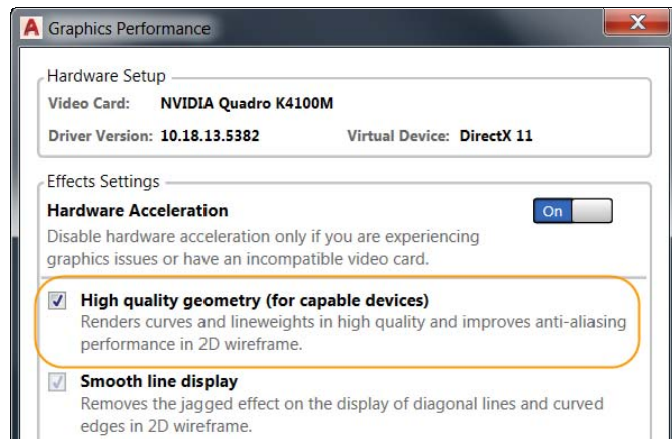 A Graphics Performance X
Hardware Setup
Video Card: NVIDIA Quadro K4100M
Driver Version: 10.18.13.5382 Virtual Device: DirectX 11
Effects Settings
Hardware Acceleration On
Disable hardware acceleration only if you are experiencing
graphics issues or have an incompatible video card.
High quality geometry (for capable devices)
Renders curves and lineweights in high quality and improves anti-aliasing
performance in 2D wireframe.
Smooth line display
Removes the jagged effect on the display of diagonal lines and curved
edges in 2D wireframe.